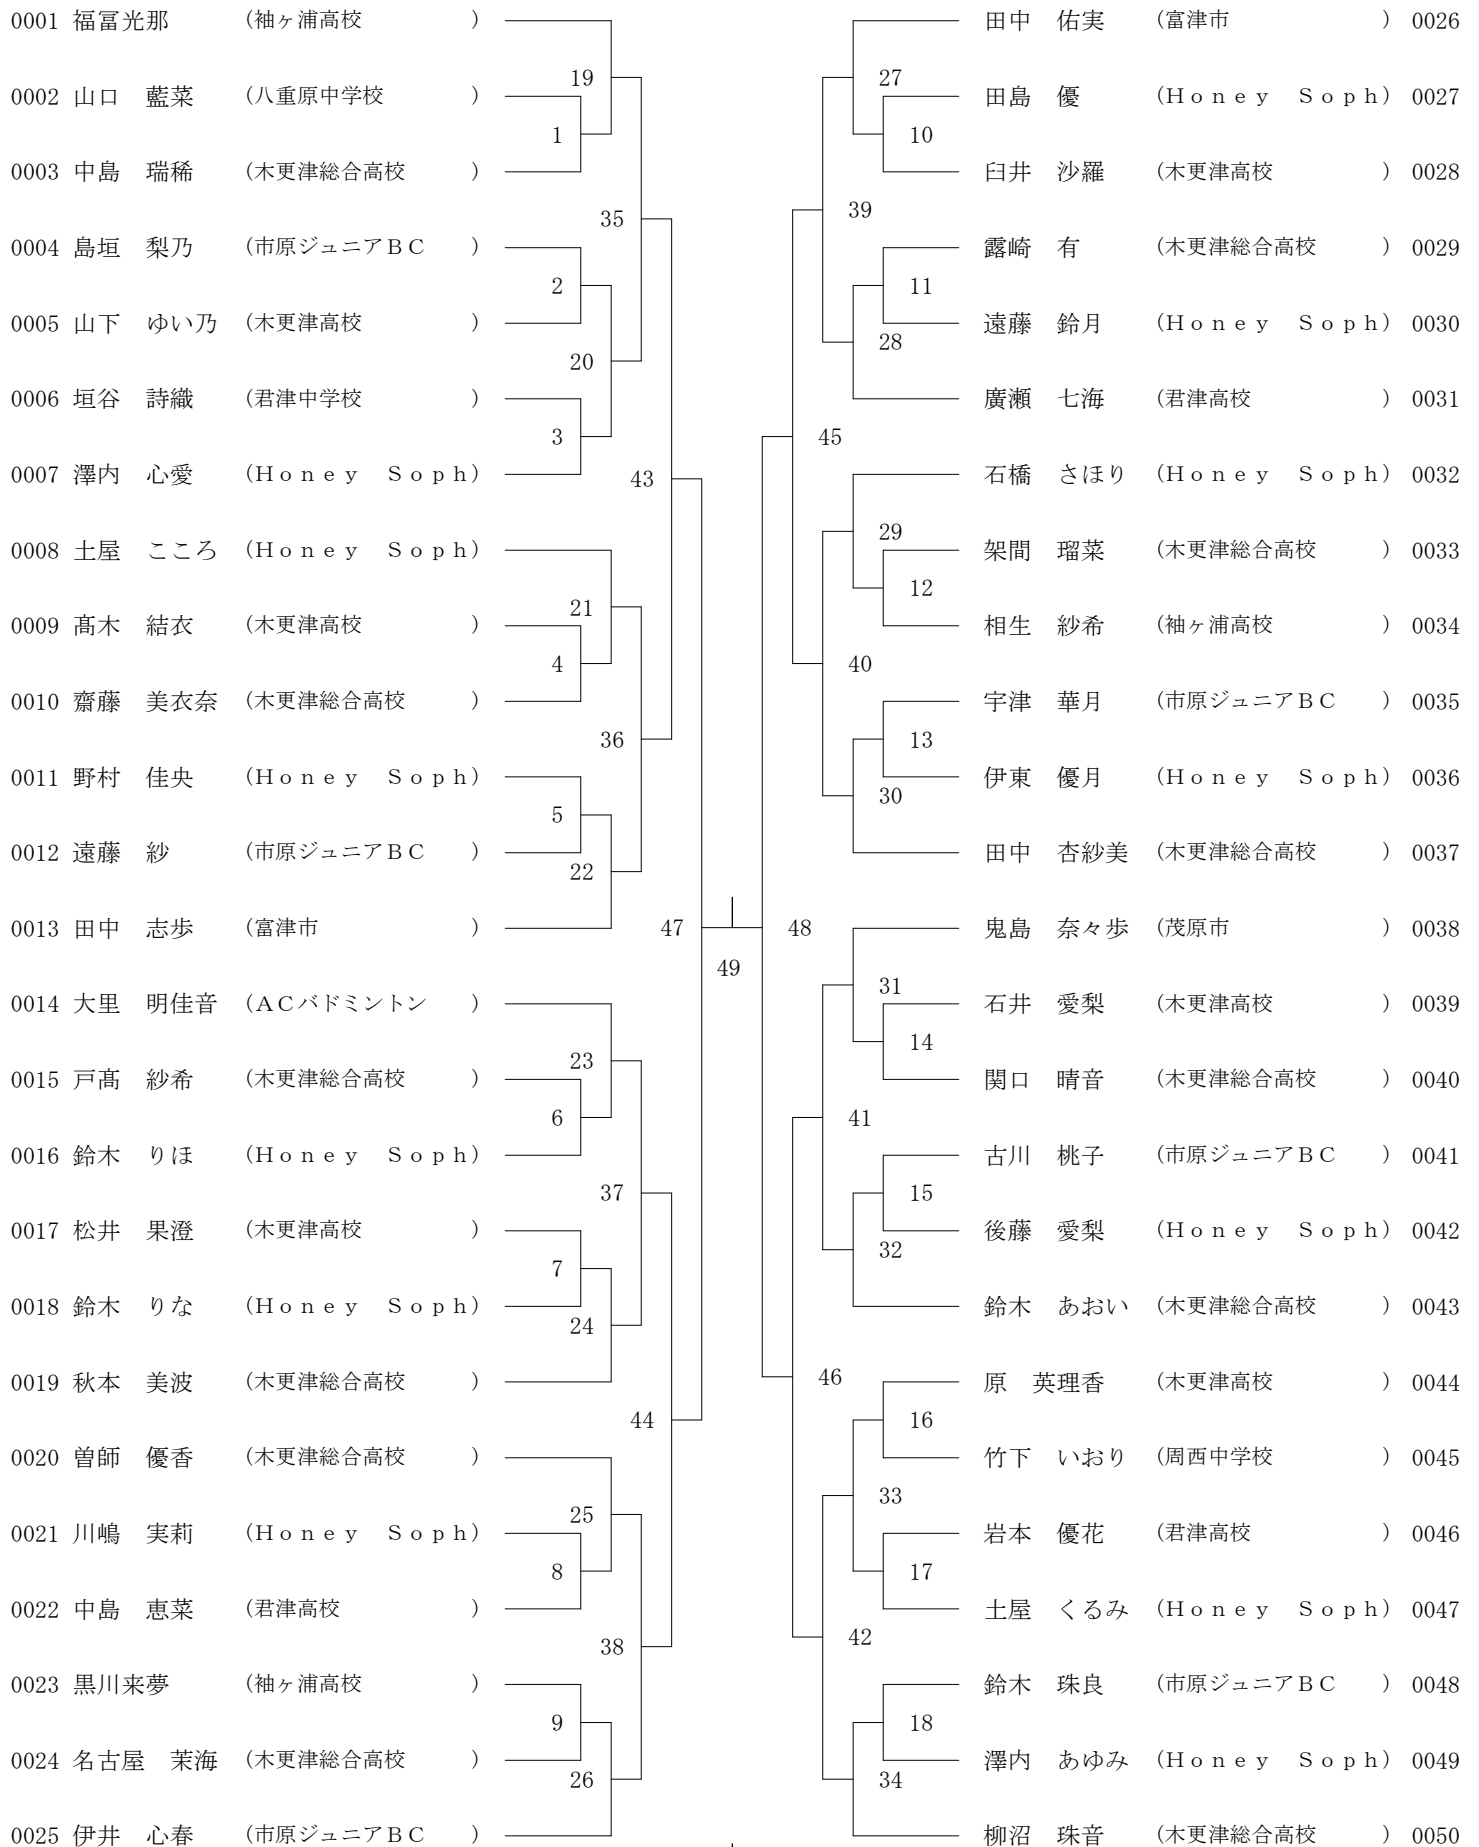 0001 福冨光那 (袖ヶ浦高校 )
19
0002 山口 藍菜 (八重原中学校 )
1
0003 中島 瑞稀 (木更津総合高校 )
35
0004 島垣 梨乃 (市原ジュニアＢＣ )
2
0005 山下 ゆい乃 (木更津高校 )
20
0006 垣谷 詩織 (君津中学校 )
3
0007 澤内 心愛 (Ｈｏｎｅｙ Ｓｏｐｈ)
43
0008 土屋 こころ (Ｈｏｎｅｙ Ｓｏｐｈ)
21
0009 髙木 結衣 (木更津高校 )
4
0010 齋藤 美衣奈 (木更津総合高校 )
36
0011 野村 佳央 (Ｈｏｎｅｙ Ｓｏｐｈ)
5
0012 遠藤 紗 (市原ジュニアＢＣ )
22
0013 田中 志歩 (富津市 )
47
49
0014 大里 明佳音 (ＡＣバドミントン )
23
0015 戸髙 紗希 (木更津総合高校 )
6
0016 鈴木 りほ (Ｈｏｎｅｙ Ｓｏｐｈ)
37
0017 松井 果澄 (木更津高校 )
7
0018 鈴木 りな (Ｈｏｎｅｙ Ｓｏｐｈ)
24
0019 秋本 美波 (木更津総合高校 )
44
0020 曽師 優香 (木更津総合高校 )
25
0021 川嶋 実莉 (Ｈｏｎｅｙ Ｓｏｐｈ)
8
0022 中島 恵菜 (君津高校 )
38
0023 黒川来夢 (袖ヶ浦高校 )
9
0024 名古屋 茉海 (木更津総合高校 )
26
0025 伊井 心春 (市原ジュニアＢＣ )
田中 佑実 (富津市 ) 0026
27
田島 優 (Ｈｏｎｅｙ Ｓｏｐｈ) 0027
10
臼井 沙羅 (木更津高校 ) 0028
39
露崎 有 (木更津総合高校 ) 0029
11
遠藤 鈴月 (Ｈｏｎｅｙ Ｓｏｐｈ) 0030
28
廣瀬 七海 (君津高校 ) 0031
45
石橋 さほり (Ｈｏｎｅｙ Ｓｏｐｈ) 0032
29
架間 瑠菜 (木更津総合高校 ) 0033
12
相生 紗希 (袖ヶ浦高校 ) 0034
40
宇津 華月 (市原ジュニアＢＣ ) 0035
13
伊東 優月 (Ｈｏｎｅｙ Ｓｏｐｈ) 0036
30
田中 杏紗美 (木更津総合高校 ) 0037
48
鬼島 奈々歩 (茂原市 ) 0038
31
石井 愛梨 (木更津高校 ) 0039
14
関口 晴音 (木更津総合高校 ) 0040
41
古川 桃子 (市原ジュニアＢＣ ) 0041
15
後藤 愛梨 (Ｈｏｎｅｙ Ｓｏｐｈ) 0042
32
鈴木 あおい (木更津総合高校 ) 0043
46
原 英理香 (木更津高校 ) 0044
16
竹下 いおり (周西中学校 ) 0045
33
岩本 優花 (君津高校 ) 0046
17
土屋 くるみ (Ｈｏｎｅｙ Ｓｏｐｈ) 0047
42
鈴木 珠良 (市原ジュニアＢＣ ) 0048
18
澤内 あゆみ (Ｈｏｎｅｙ Ｓｏｐｈ) 0049
34
柳沼 珠音 (木更津総合高校 ) 0050